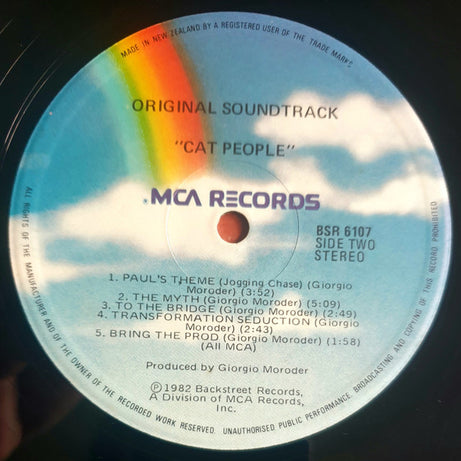 MADE IN NEW ZEALAND BY A REGISTERED USER OF THE TRADE MARKS
ORIGINAL SOUNDTRACK
"CAT PEOPLE"
MCA RECORDS
BSR 6107
SIDE TWO
STEREO
1. PAUL'S THEME (Jogging Chase) (Giorgio
Moroder) (3:52)
2. THE MYTH (Giorgio Moroder) (5:09)
3. TO THE BRIDGE (Giorgio Moroder) (2:49)
4. TRANSFORMATION SEDUCTION (Giorgio
Moroder) (2:43)
5. BRING THE PROD (Giorgio Moroder) (1:58)
(All MCA)
Produced by Giorgio Moroder
Ⓟ1982 Backstreet Records,
A Division of MCA Records,
Inc.
ALL RIGHTS OF THE MANUFACTURER AND OF THE OWNER OF THE RECORDED WORK RESERVED. UNAUTHORISED PUBLIC PERFORMANCE, BROADCASTING AND COPYING OF THIS RECORD PROHIBITED